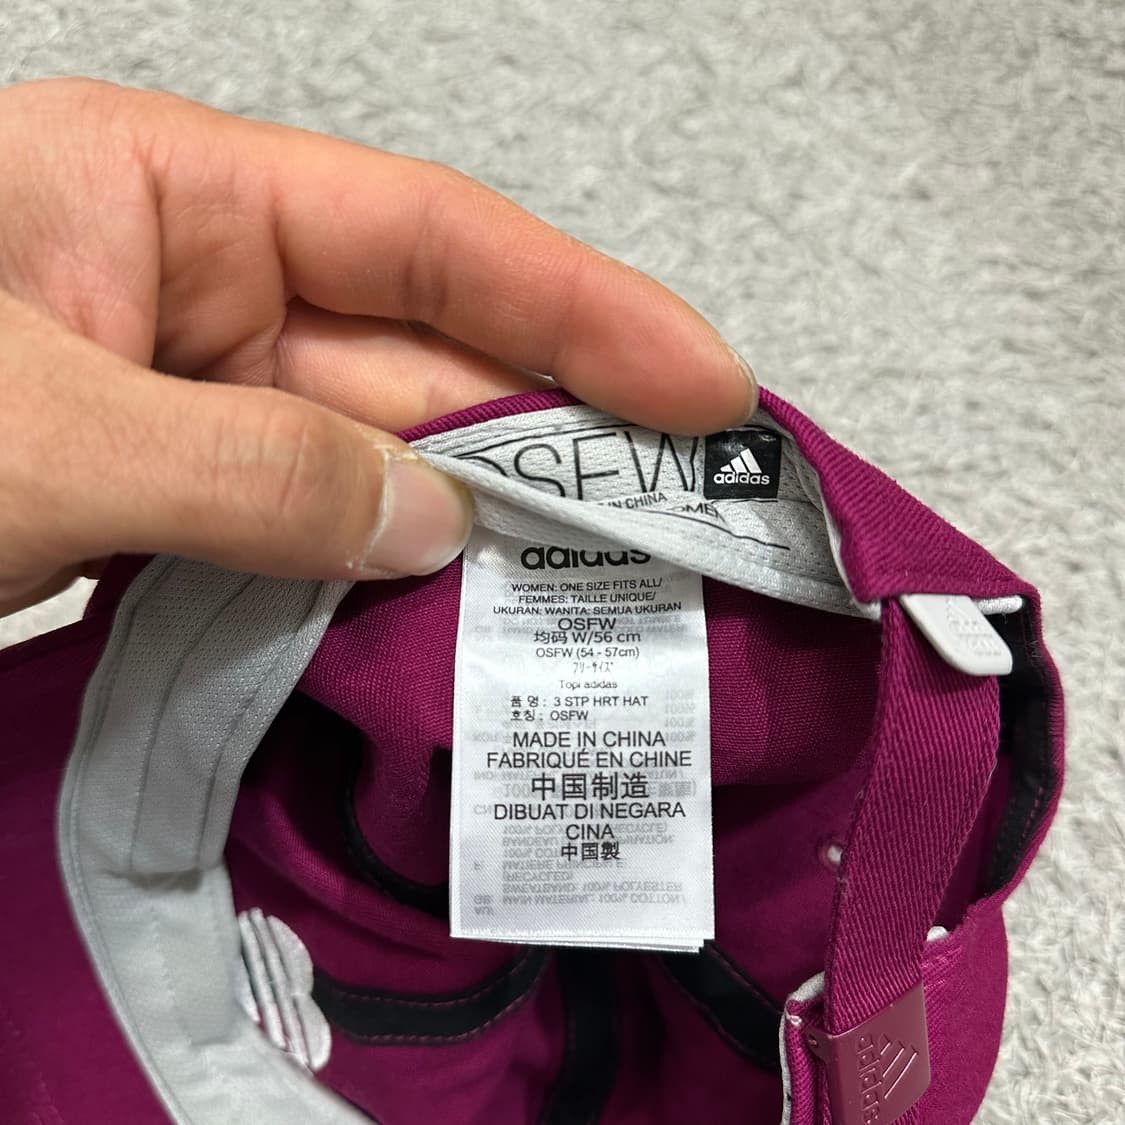 OSFW
adidas
IN CHINA
adidas
WOMEN: ONE SIZE FITS ALL/
FEMMES: TAILLE UNIQUE/
UKURAN: WANITA: SEMUA UKURAN
OSFW
均码 W/56 cm
OSFW (54 - 57cm)
フリーサイズ
Topi adidas
품 명 : 3 STP HRT HAT
호칭 : OSFW
MADE IN CHINA
FABRIQUÉ EN CHINE
中国制造
DIBUAT DI NEGARA
CINA
中国製
adidas